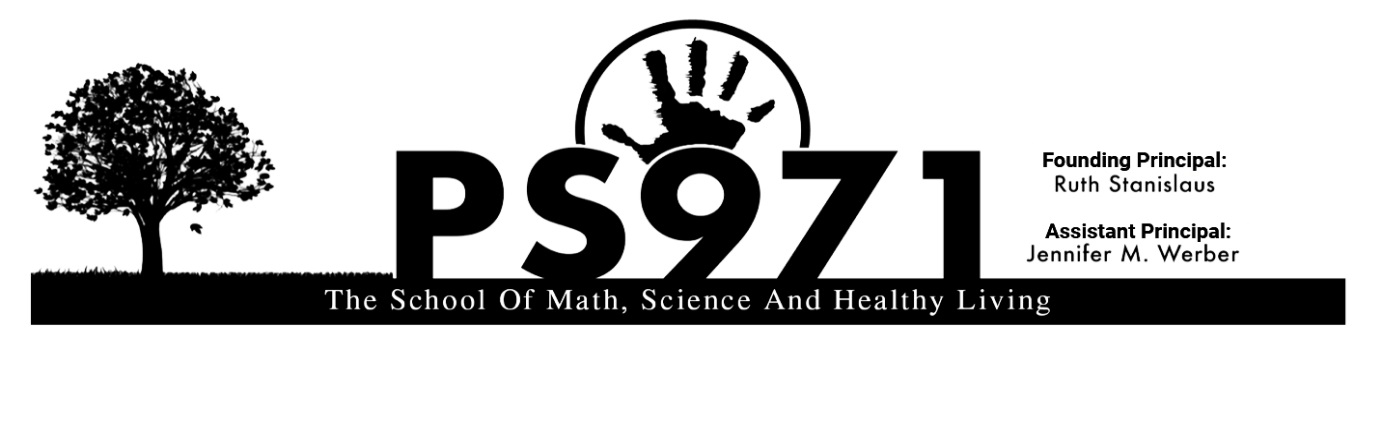 PS971
Founding Principal:
Ruth Stanislaus
Assistant Principal:
Jennifer M. Werber
The School Of Math, Science And Healthy Living